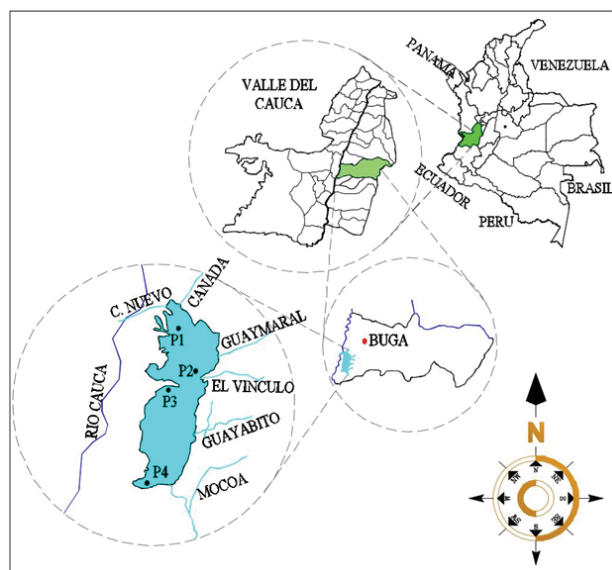 PANAMA
VENEZUELA
VALLE DEL
CAUCA
ECUADOR
BRASIL
PERU
C. NUEVO
CANADA
P1
GUAYMARAL
P2
EL VINCULO
P3
RIO CAUCA
GUAYABITO
P4
MOCOA
BUGA
N
N